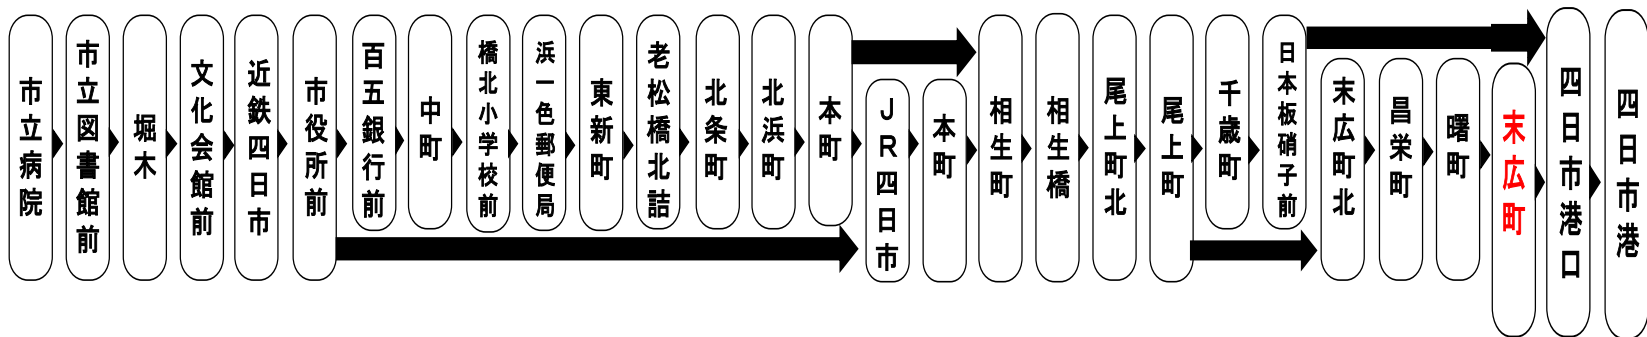 市立病院
市立図書館前
堀木
文化会館前
近鉄四日市
市役所前
百五銀行前
中町
橋北小学校前
浜一色郵便局
東新町
老松橋北詰
北条町
北浜町
本町
JR四日市
本町
相生町
相生橋
尾上町北
尾上町
千歳町
日本板硝子前
末広町北
昌栄町
曙町
末広町
四日市港口
四日市港